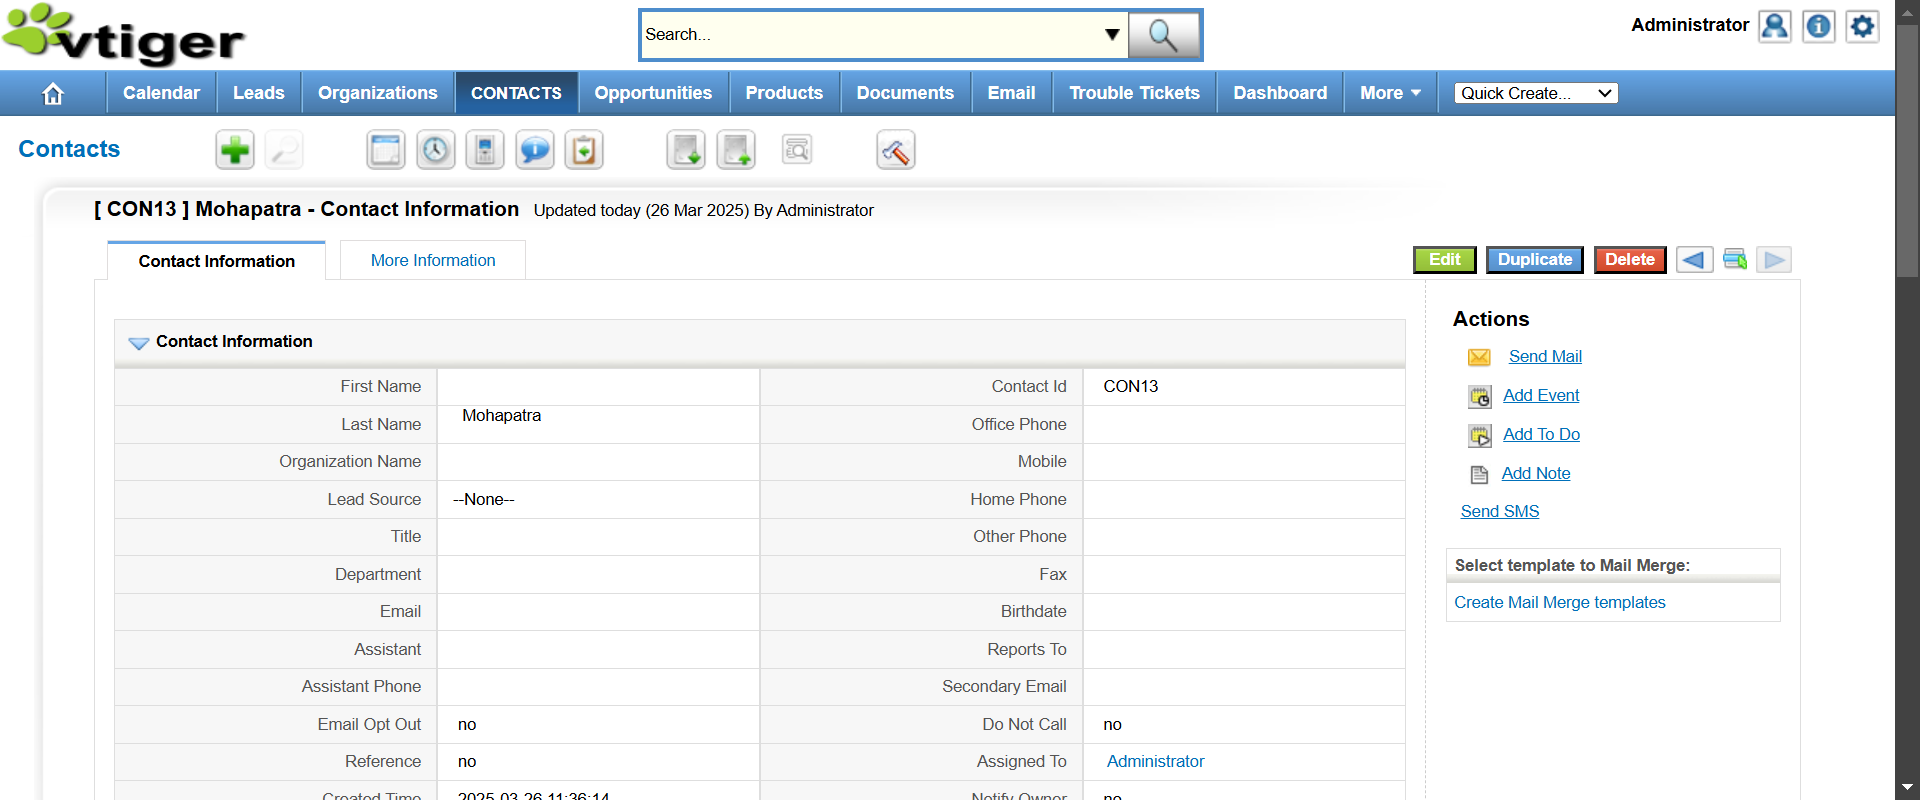 vtiger
Search...
Administrator
Calendar Leads Organizations CONTACTS Opportunities Products Documents Email Trouble Tickets Dashboard More Quick Create...
Contacts
[ CON13 ] Mohapatra - Contact Information Updated today (26 Mar 2025) By Administrator
Contact Information More Information Edit Duplicate Delete
Contact Information
First Name Contact Id CON13
Last Name Mohapatra Office Phone
Organization Name Mobile
Lead Source --None-- Home Phone
Title Other Phone
Department Fax
Email Birthdate
Assistant Reports To
Assistant Phone Secondary Email
Email Opt Out no Do Not Call no
Reference no Assigned To Administrator
Created Time 2025-03-26 11:36:14 Notify Owner no
Actions
Send Mail
Add Event
Add To Do
Add Note
Send SMS
Select template to Mail Merge:
Create Mail Merge templates